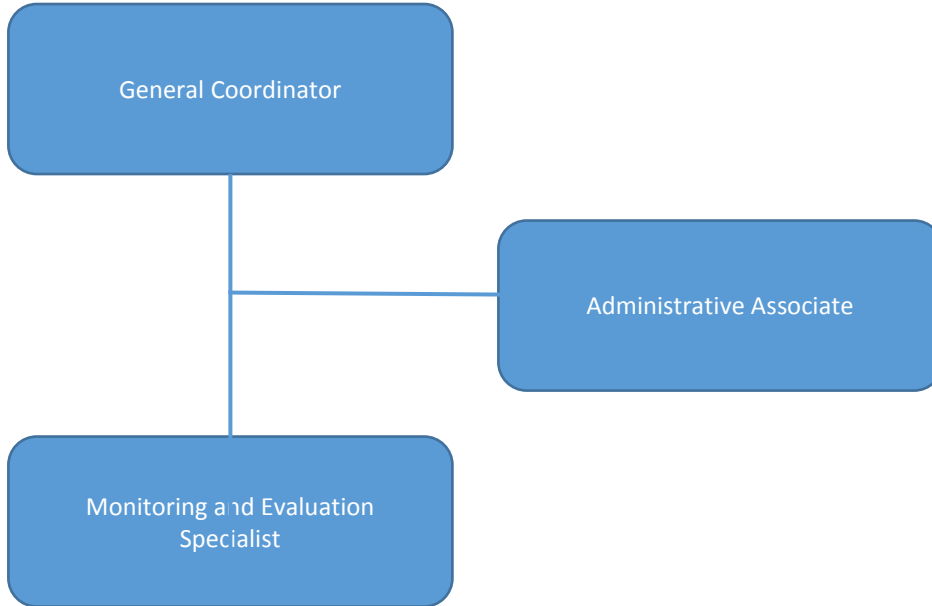 General Coordinator
Administrative Associate
Monitoring and Evaluation
Specialist